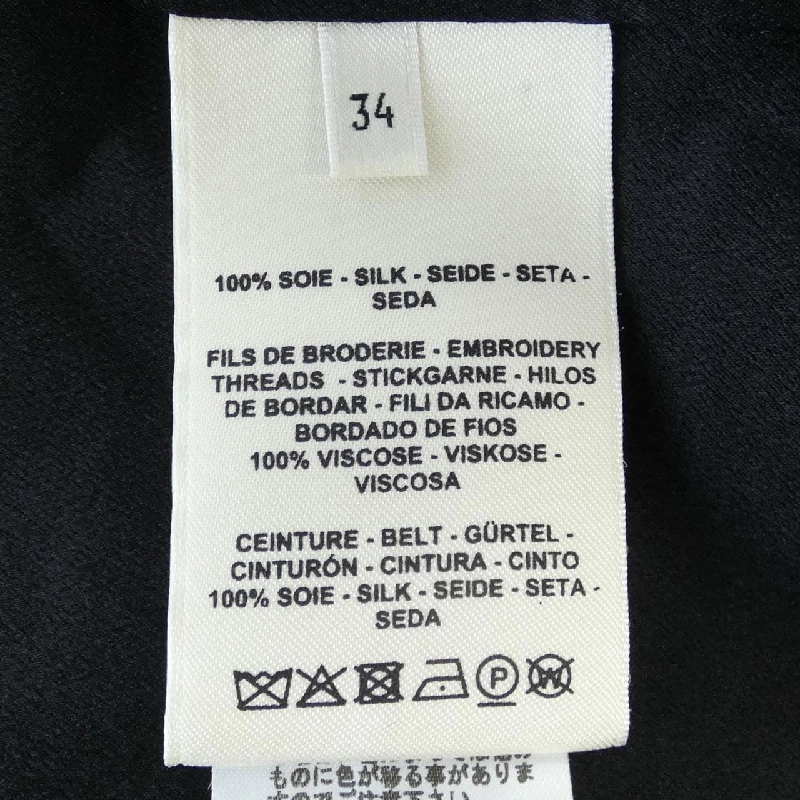 34
100% SOIE - SILK - SEIDE - SETA -
SEDA
FILS DE BRODERIE - EMBROIDERY
THREADS - STICKGARNE - HILOS
DE BORDAR - FILI DA RICAMO -
BORDADO DE FIOS
100% VISCOSE - VISKOSE -
VISCOSA
CEINTURE - BELT - GÜRTEL -
CINTURÓN - CINTURA - CINTO
100% SOIE - SILK - SEIDE - SETA -
SEDA
P W
ものに色が移る事がありま